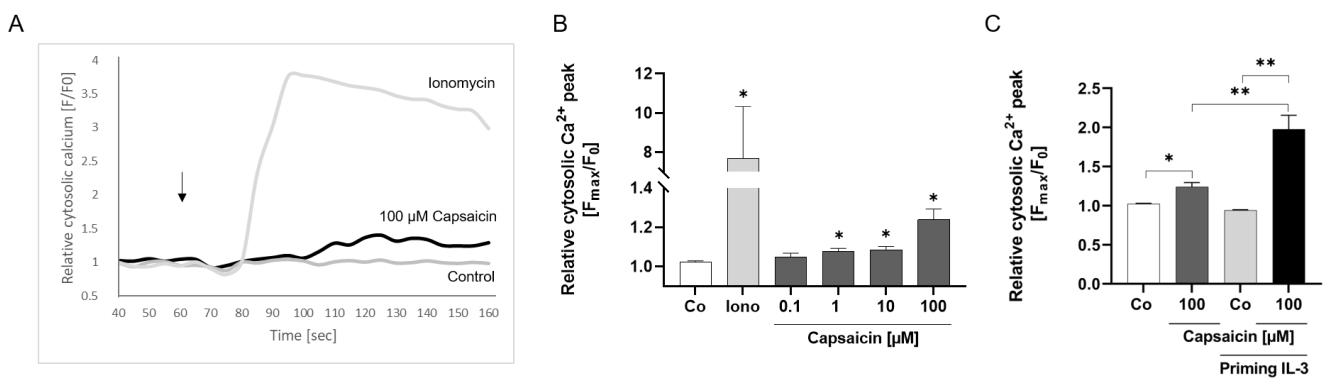 A
Relative cytosolic calcium [F/F0]
4
3.5
3
2.5
2
1.5
1
0.5
Ionomycin
100 µM Capsaicin
Control
40 50 60 70 80 90 100 110 120 130 140 150 160
Time [sec]
B
Relative cytosolic Ca²⁺ peak
[Fmax/F0]
12
10
8
1.4
1.2
1.0
*
*
*
*
Co Iono 0.1 1 10 100
Capsaicin [µM]
C
Relative cytosolic Ca²⁺ peak
[Fmax/F0]
2.5
2.0
1.5
1.0
0.5
0.0
**
**
*
Co 100 Co 100
Capsaicin [µM]
Priming IL-3